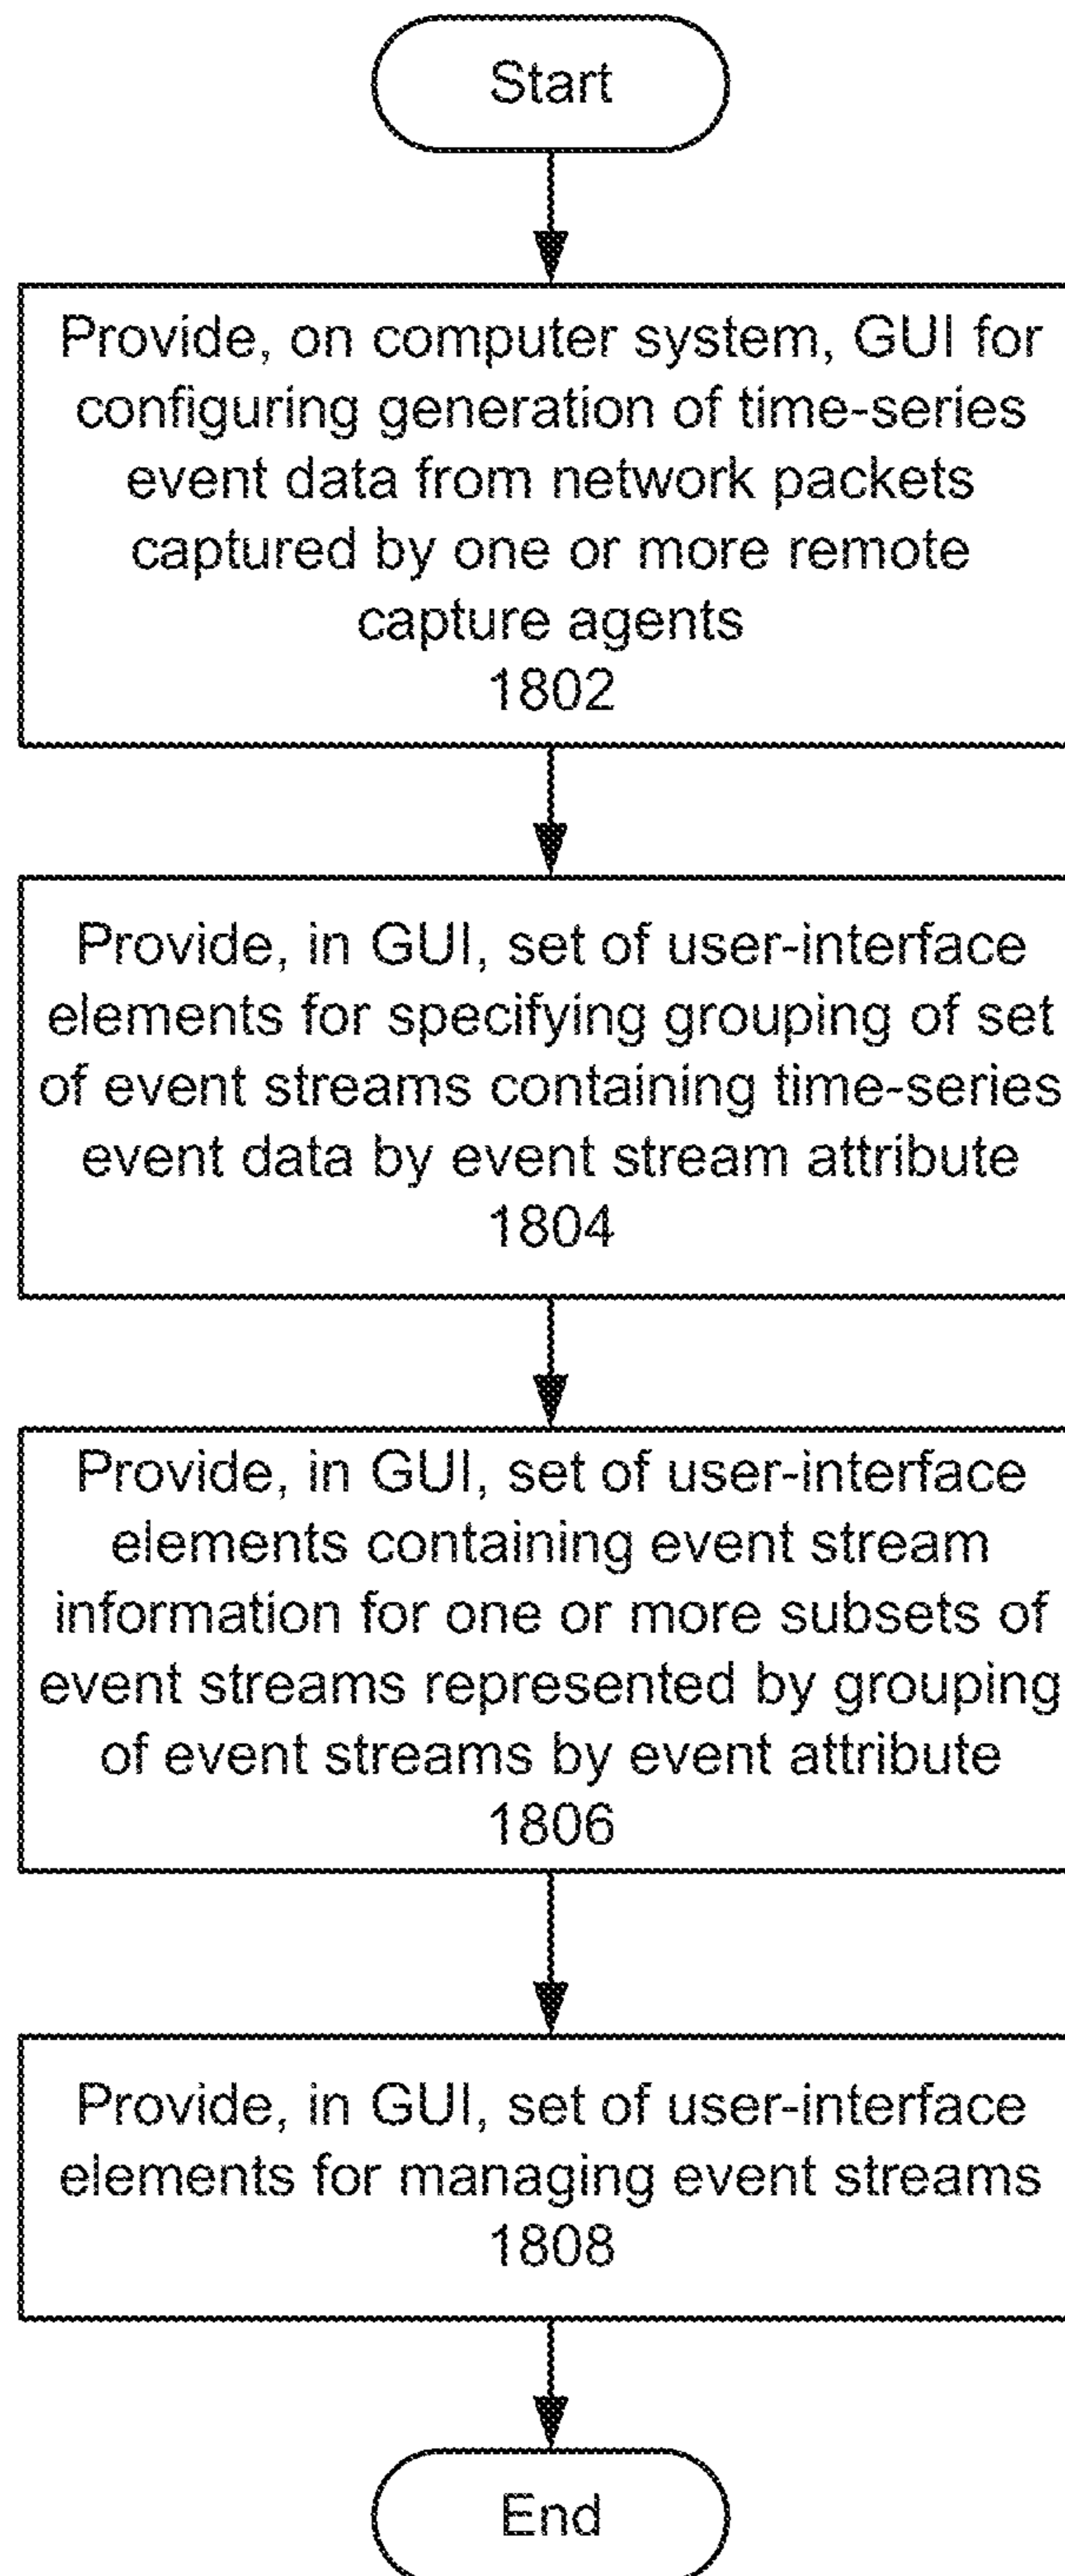 Start
Provide, on computer system, GUI for
configuring generation of time-series
event data from network packets
captured by one or more remote
capture agents
1802
Provide, in GUI, set of user-interface
elements for specifying grouping of set
of event streams containing time-series
event data by event stream attribute
1804
Provide, in GUI, set of user-interface
elements containing event stream
information for one or more subsets of
event streams represented by grouping
of event streams by event attribute
1806
Provide, in GUI, set of user-interface
elements for managing event streams
1808
End